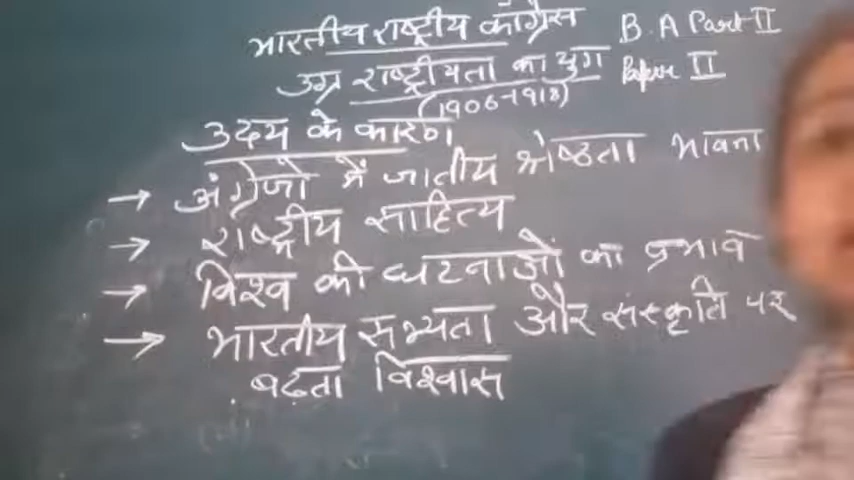 भारतीय राष्ट्रीय कांग्रेस B.A Part II
उग्र राष्ट्रीयता का युग Paper II
(1906-1918)
उदय के कारण
→ अंग्रेजो में जातीय श्रेष्ठता भावना
→ राष्ट्रीय साहित्य
→ विश्व की घटनाओं का प्रभाव
→ भारतीय सभ्यता और संस्कृति पर
बढ़ता विश्वास